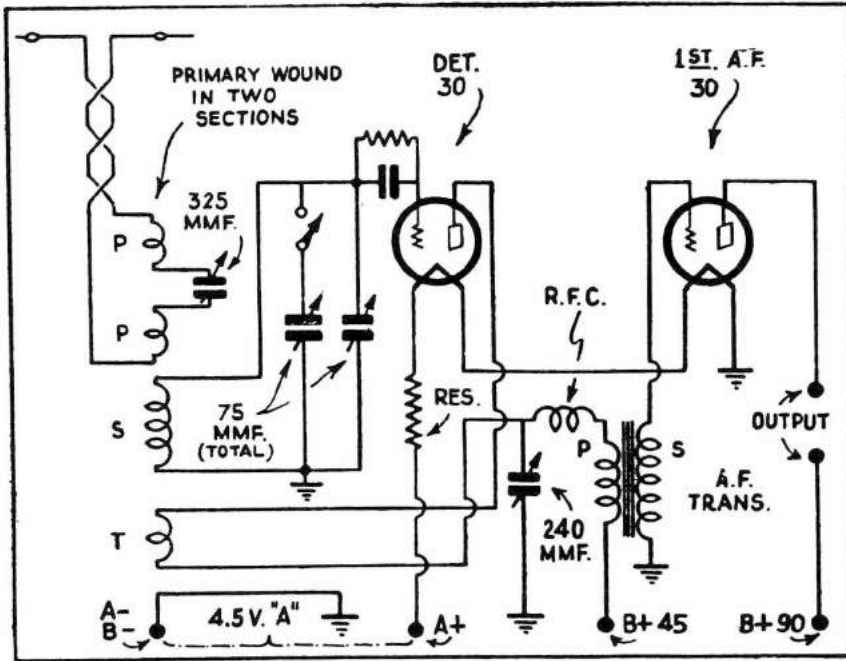 PRIMARY WOUND
IN TWO
SECTIONS
DET.
30
1ST. A.F.
30
325
MMF.
P
P
S
T
75
MMF.
(TOTAL)
RES.
R.F.C.
P
S
240
MMF.
A.F.
TRANS.
OUTPUT
A-
B-
4.5 V. "A"
A+
B+45
B+90